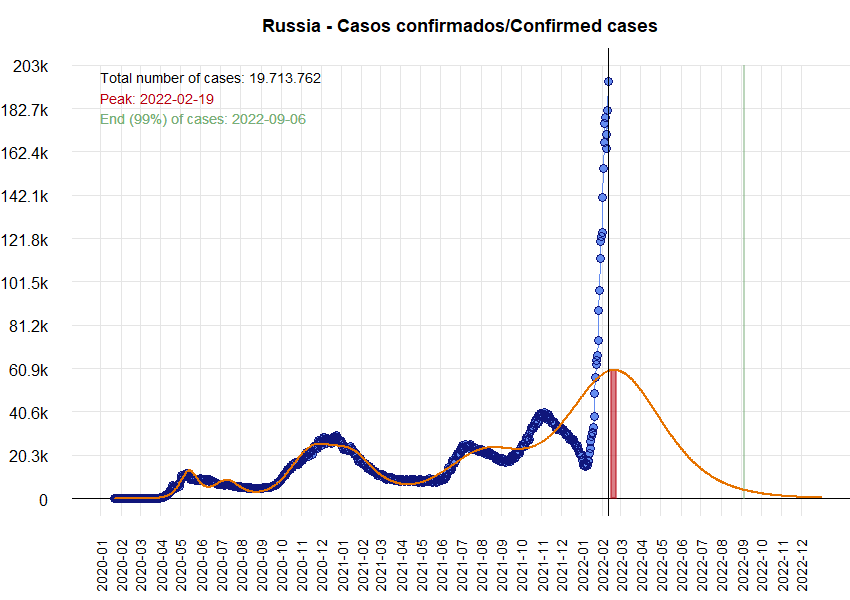 Russia - Casos confirmados/Confirmed cases
Total number of cases: 19.713.762
Peak: 2022-02-19
End (99%) of cases: 2022-09-06
203k
182.7k
162.4k
142.1k
121.8k
101.5k
81.2k
60.9k
40.6k
20.3k
0
2020-01
2020-02
2020-03
2020-04
2020-05
2020-06
2020-07
2020-08
2020-09
2020-10
2020-11
2020-12
2021-01
2021-02
2021-03
2021-04
2021-05
2021-06
2021-07
2021-08
2021-09
2021-10
2021-11
2021-12
2022-01
2022-02
2022-03
2022-04
2022-05
2022-06
2022-07
2022-08
2022-09
2022-10
2022-11
2022-12